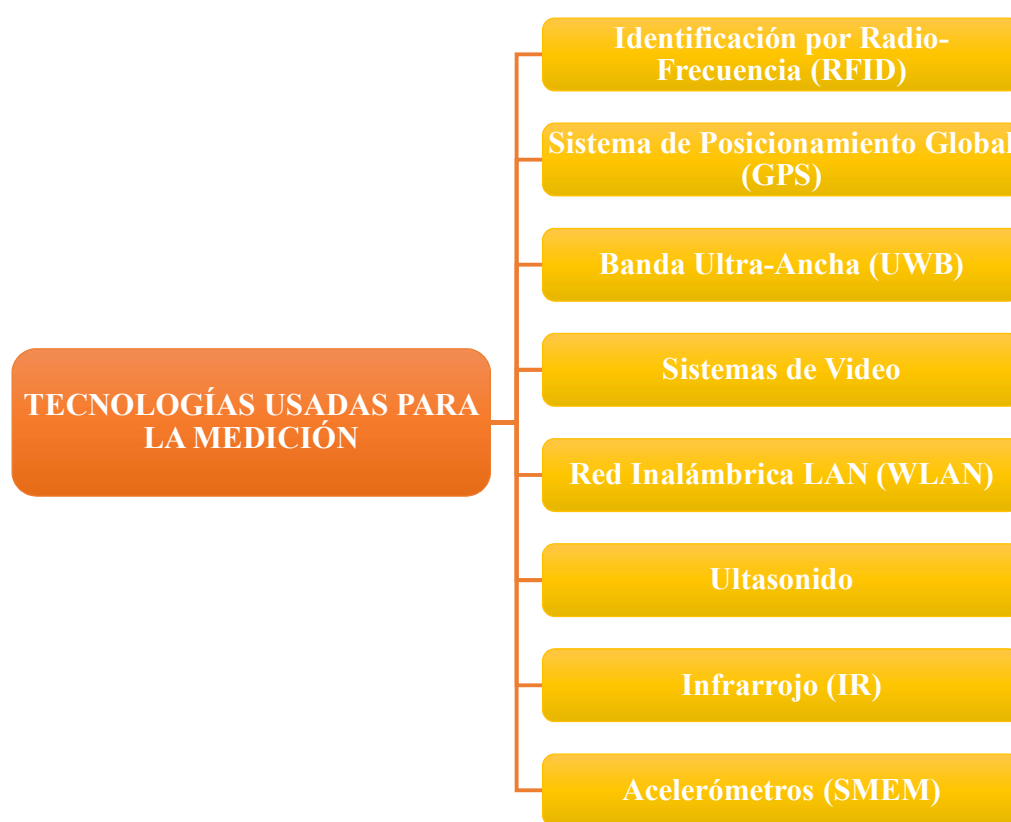 Identificación por Radio-
Frecuencia (RFID)
Sistema de Posicionamiento Global
(GPS)
Banda Ultra-Ancha (UWB)
Sistemas de Video
TECNOLOGÍAS USADAS PARA
LA MEDICIÓN
Red Inalámbrica LAN (WLAN)
Ultasonido
Infrarrojo (IR)
Acelerómetros (SMEM)